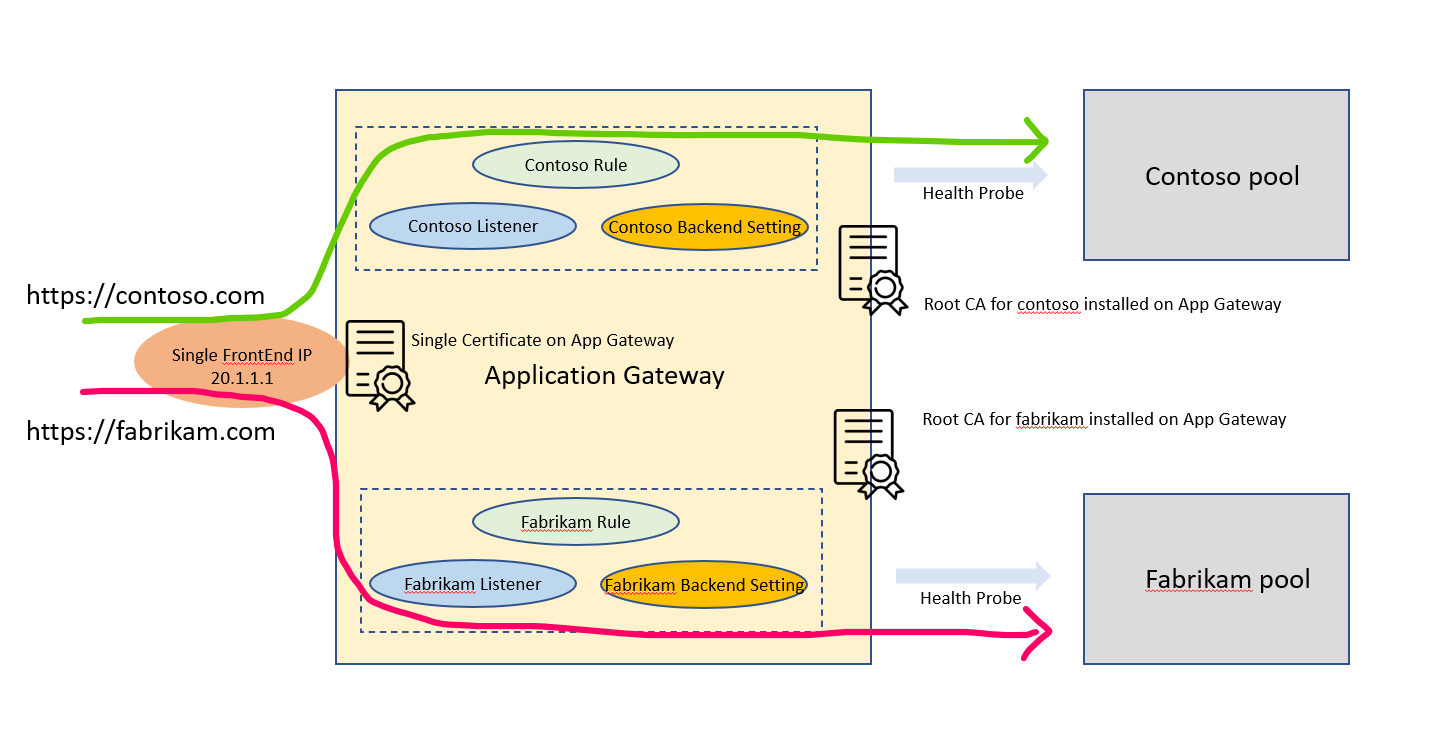 Contoso Rule
Contoso Listener
Contoso Backend Setting
Health Probe
Contoso pool
https://contoso.com
Root CA for contoso installed on App Gateway
Single FrontEnd IP
20.1.1.1
Single Certificate on App Gateway
Application Gateway
https://fabrikam.com
Root CA for fabrikam installed on App Gateway
Fabrikam Rule
Fabrikam Listener
Fabrikam Backend Setting
Health Probe
Fabrikam pool